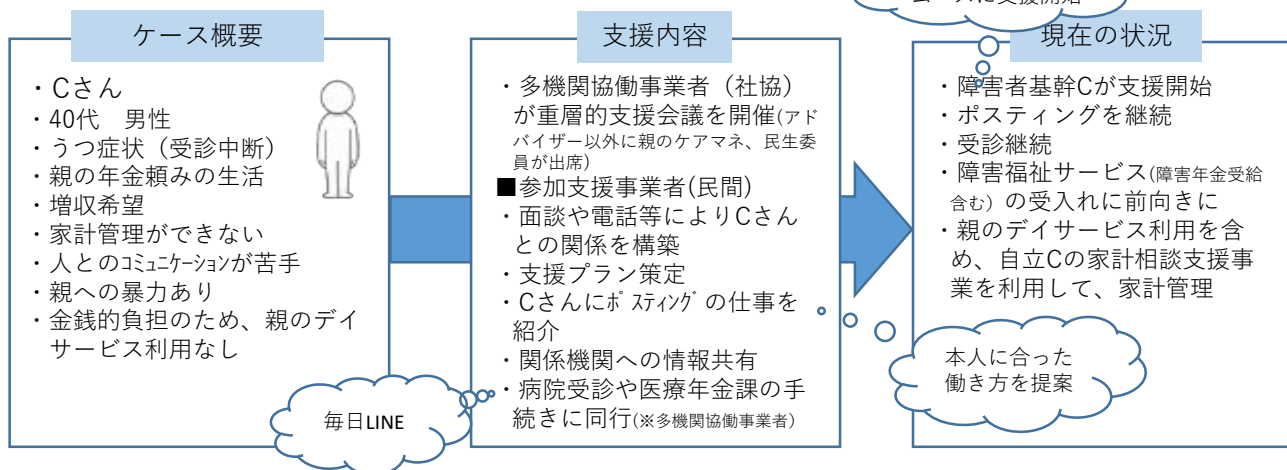 ケース概要
・Cさん
・40代　男性
・うつ症状（受診中断）
・親の年金頼みの生活
・増収希望
・家計管理ができない
・人とのｺﾐｭﾆｹｰｼｮﾝが苦手
・親への暴力あり
・金銭的負担のため、親のデイ
サービス利用なし
毎日LINE
支援内容
・多機関協働事業者（社協）
が重層的支援会議を開催(アド
バイザー以外に親のケアマネ、民生委
員が出席)
■参加支援事業者(民間)
・面談や電話等によりCさん
との関係を構築
・支援プラン策定
・Cさんにﾎﾟｽﾃｨﾝｸﾞの仕事を
紹介
・関係機関への情報共有
・病院受診や医療年金課の手
続きに同行(※多機関協働事業者)
現在の状況
・障害者基幹Cが支援開始
・ポスティングを継続
・受診継続
・障害福祉サービス(障害年金受給
含む）の受入れに前向きに
・親のデイサービス利用を含
め、自立Cの家計相談支援事
業を利用して、家計管理
本人に合った
働き方を提案